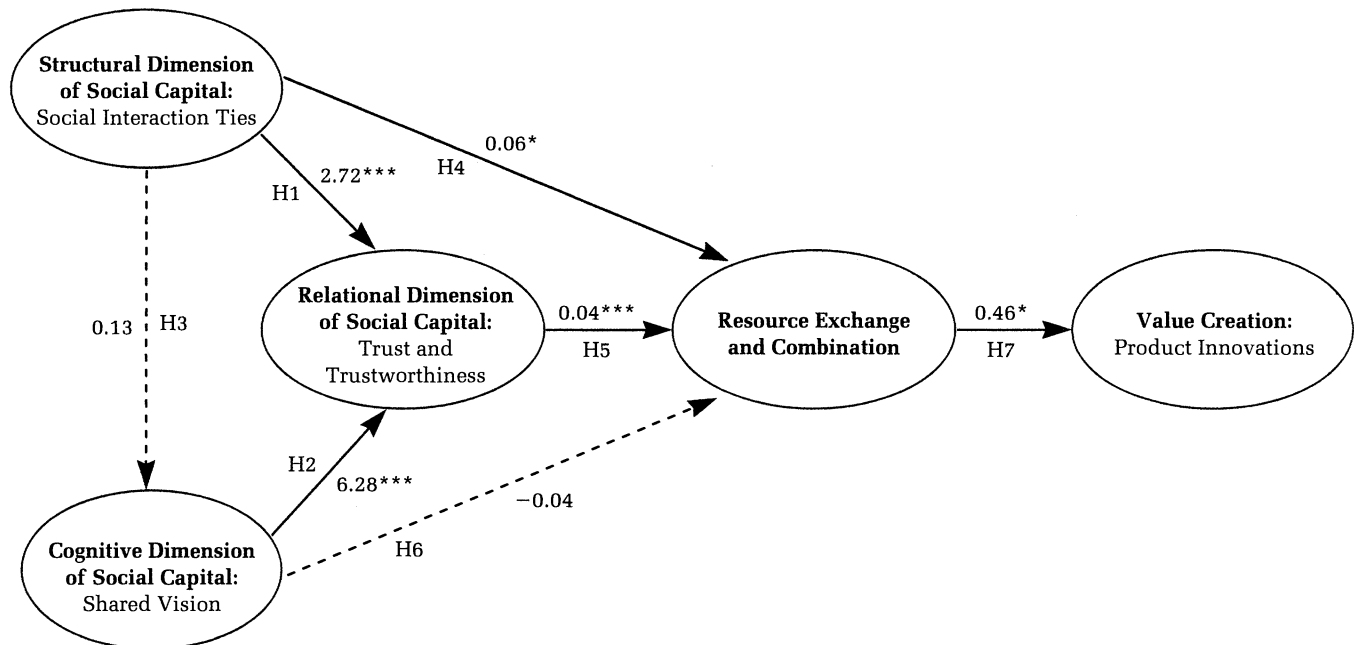 Structural Dimension
of Social Capital:
Social Interaction Ties
0.06*
H4
2.72***
H1
Relational Dimension
of Social Capital:
Trust and
Trustworthiness
0.04***
H5
Resource Exchange
and Combination
0.46*
H7
Value Creation:
Product Innovations
0.13
H3
H2
6.28***
−0.04
H6
Cognitive Dimension
of Social Capital:
Shared Vision